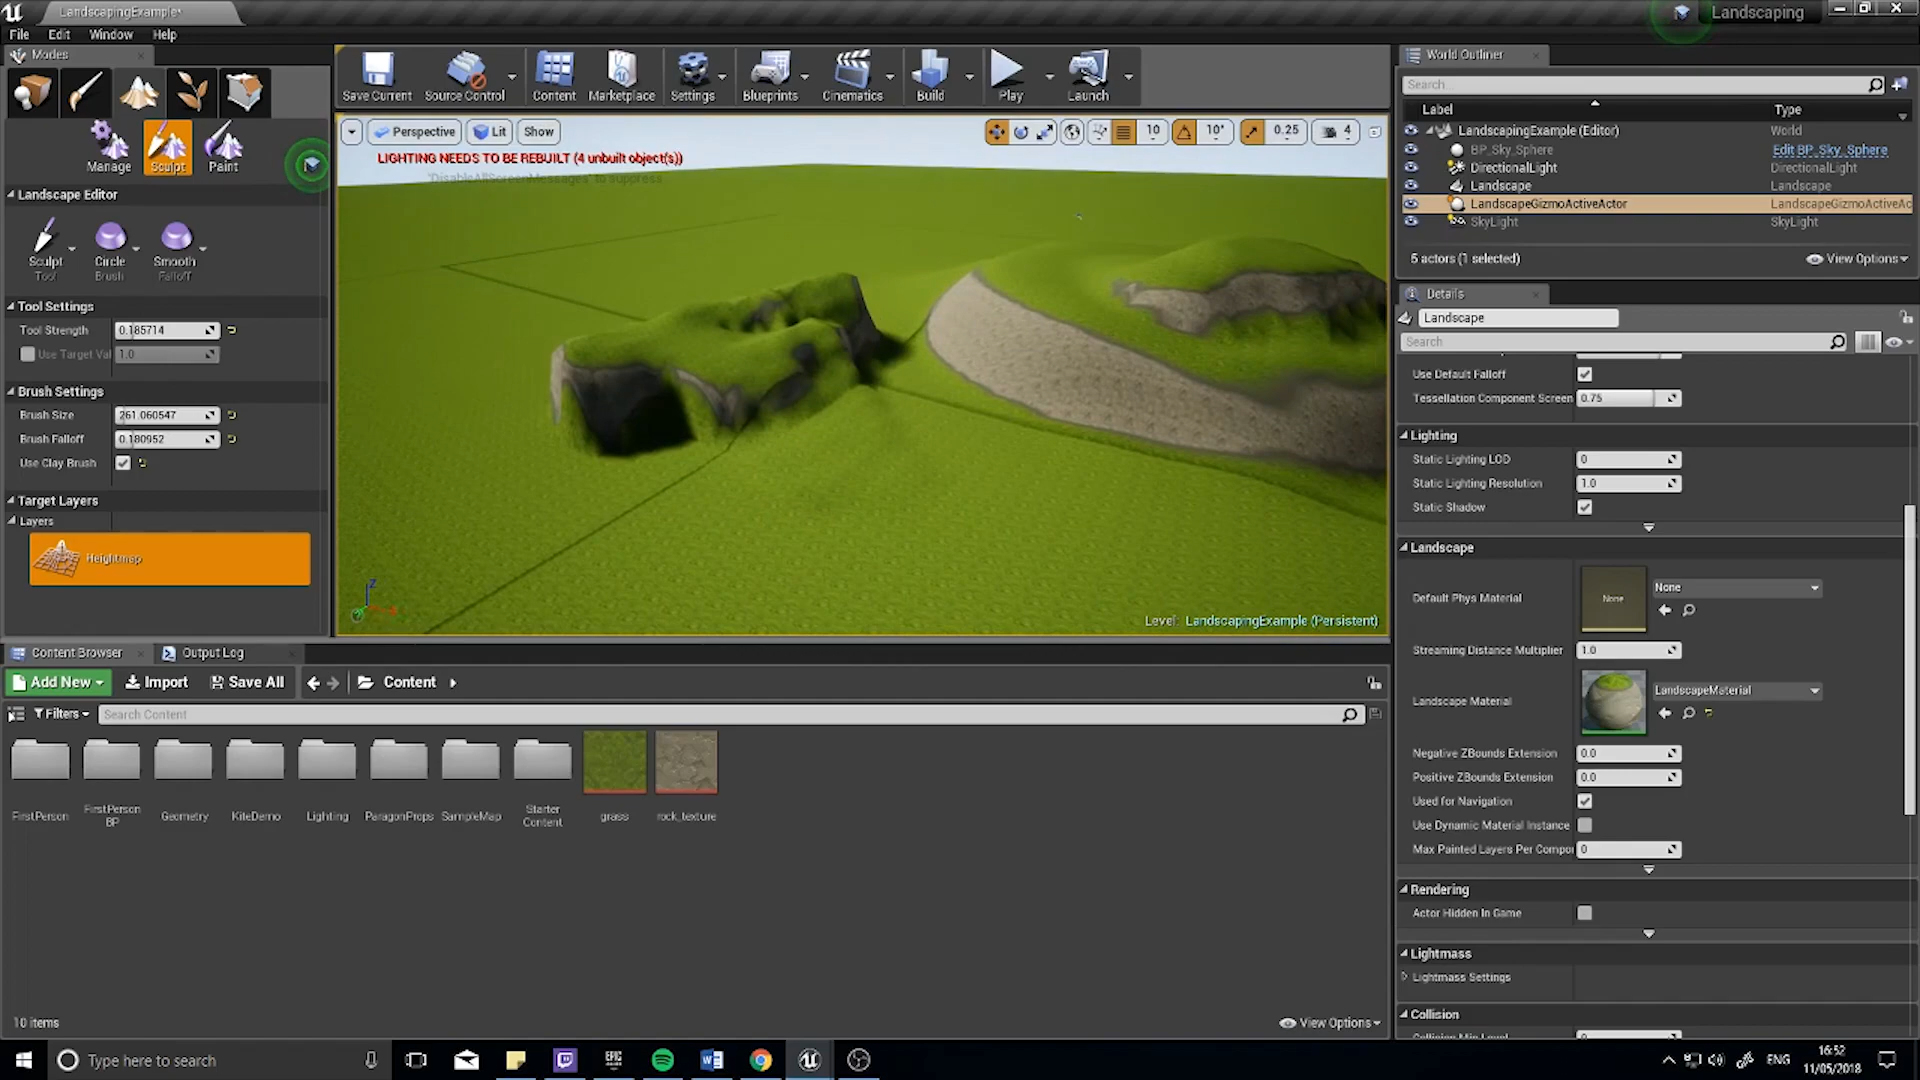 LandscapingExample*
Landscaping
File Edit Window Help
Modes
Manage Sculpt Paint
Landscape Editor
Sculpt Circle Smooth
Tool Brush Falloff
Tool Settings
Tool Strength 0.185714
Use Target Val 1.0
Brush Settings
Brush Size 261.060547
Brush Falloff 0.180952
Use Clay Brush
Target Layers
Layers
Heightmap
Save Current Source Control Content Marketplace Settings Blueprints Cinematics Build Play Launch
Perspective Lit Show 10 10° 0.25 4
LIGHTING NEEDS TO BE REBUILT (4 unbuilt object(s))
'DisableAllScreenMessages' to suppress
Level: LandscapingExample (Persistent)
World Outliner
Search
Label Type
LandscapingExample (Editor) World
BP_Sky_Sphere Edit BP_Sky_Sphere
DirectionalLight DirectionalLight
Landscape Landscape
LandscapeGizmoActiveActor LandscapeGizmoActiveAc
SkyLight SkyLight
5 actors (1 selected) View Options
Details
Landscape
Search
Use Default Falloff
Tessellation Component Screen 0.75
Lighting
Static Lighting LOD 0
Static Lighting Resolution 1.0
Static Shadow
Landscape
Default Phys Material None None
Streaming Distance Multiplier 1.0
Landscape Material LandscapeMaterial
Negative ZBounds Extension 0.0
Positive ZBounds Extension 0.0
Used for Navigation
Use Dynamic Material Instance
Max Painted Layers Per Compo 0
Rendering
Actor Hidden In Game
Lightmass
Lightmass Settings
Collision
Content Browser Output Log
Add New Import Save All Content
Filters Search Content
FirstPerson FirstPerson BP Geometry KiteDemo Lighting ParagonProps SampleMap Starter Content grass rock_texture
10 items View Options
Type here to search
EPIC
ENG
16:52
11/05/2018